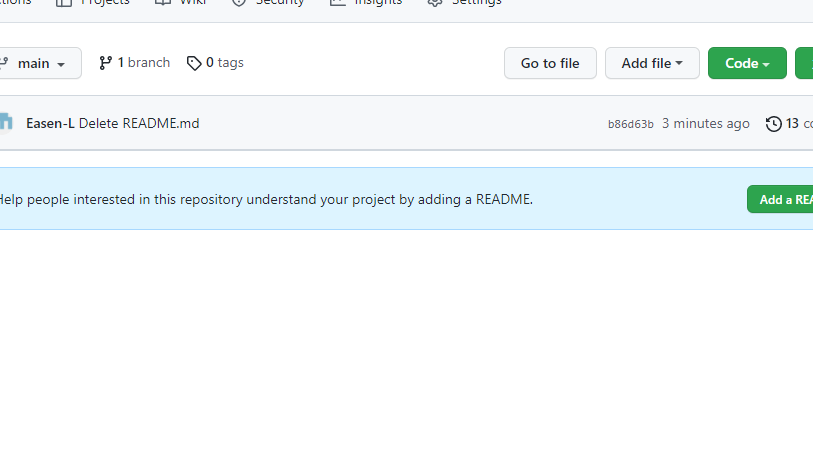 Projects Wiki Security Insights Settings
main 1 branch 0 tags Go to file Add file Code
Easen-L Delete README.md b86d63b 3 minutes ago 13
Help people interested in this repository understand your project by adding a README. Add a REA